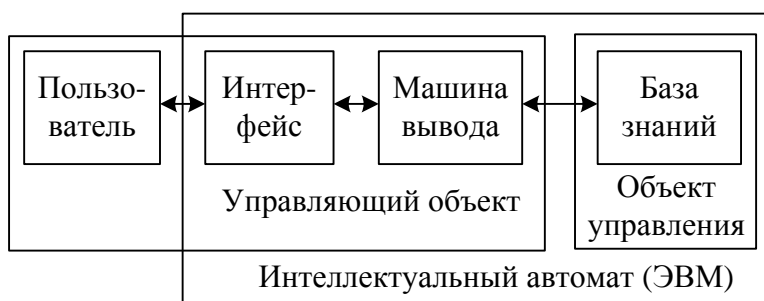 Пользо-
ватель
Интер-
фейс
Машина
вывода
База
знаний
Управляющий объект
Объект
управления
Интеллектуальный автомат (ЭВМ)